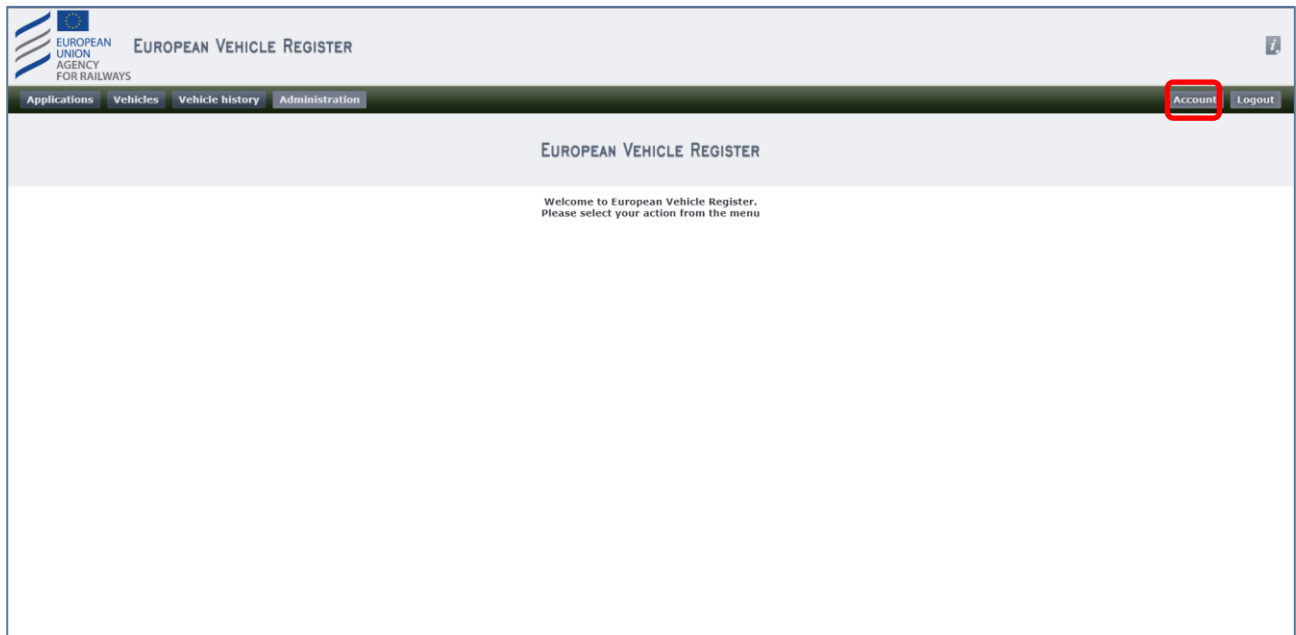 EUROPEAN
UNION
AGENCY
FOR RAILWAYS
EUROPEAN VEHICLE REGISTER
i
Applications Vehicles Vehicle history Administration Account Logout
EUROPEAN VEHICLE REGISTER
Welcome to European Vehicle Register.
Please select your action from the menu